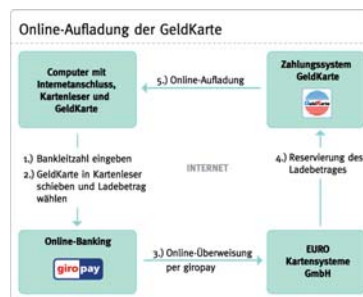 Online-Aufladung der GeldKarte
Computer mit
Internetanschluss,
Kartenleser und
GeldKarte
5.) Online-Aufladung
Zahlungssystem
GeldKarte
GeldKarte
1.) Bankleitzahl eingeben
2.) GeldKarte in Kartenleser
schieben und Ladebetrag
wählen
INTERNET
4.) Reservierung des
Ladebetrages
Online-Banking
giropay
3.) Online-Überweisung
per giropay
EURO
Kartensysteme
GmbH